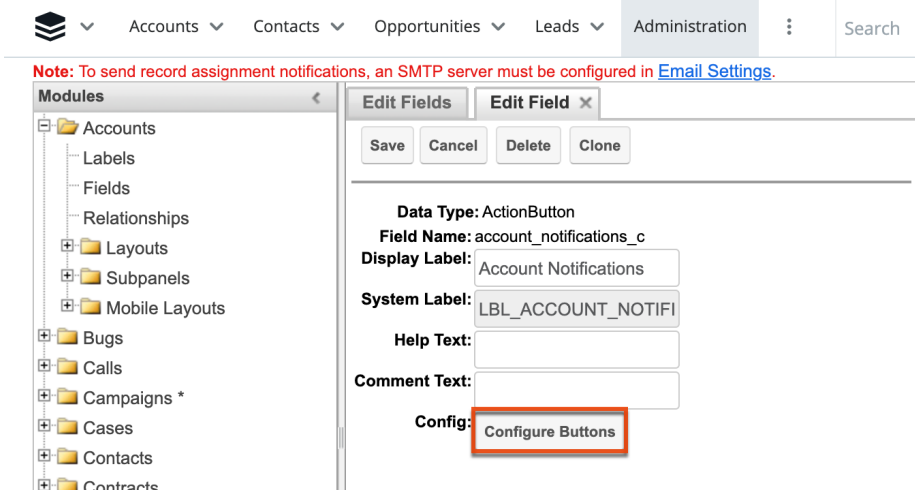 Accounts Contacts Opportunities Leads Administration Search
Note: To send record assignment notifications, an SMTP server must be configured in Email Settings.
Modules
Accounts
Labels
Fields
Relationships
Layouts
Subpanels
Mobile Layouts
Bugs
Calls
Campaigns *
Cases
Contacts
Contracts
Edit Fields Edit Field
Save Cancel Delete Clone
Data Type: ActionButton
Field Name: account_notifications_c
Display Label: Account Notifications
System Label: LBL_ACCOUNT_NOTIFI
Help Text:
Comment Text:
Config: Configure Buttons